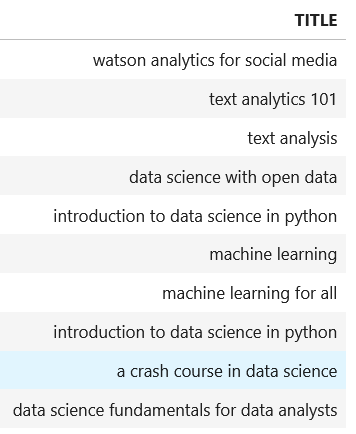 TITLE
watson analytics for social media
text analytics 101
text analysis
data science with open data
introduction to data science in python
machine learning
machine learning for all
introduction to data science in python
a crash course in data science
data science fundamentals for data analysts